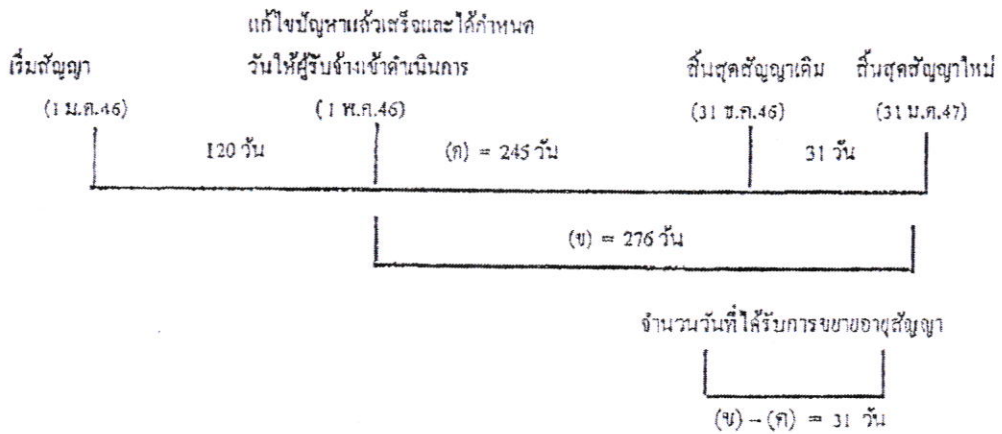 แก้ไขปัญหาแล้วเสร็จและได้กำหนด
เริ่มสัญญา วันให้ผู้รับจ้างเข้าดำเนินการ สิ้นสุดสัญญาเดิม สิ้นสุดสัญญาใหม่
(1 ม.ค.46) (1 พ.ค.46) (31 ธ.ค.46) (31 ม.ค.47)
120 วัน (ค) = 245 วัน 31 วัน
(ข) = 276 วัน
จำนวนวันที่ได้รับการขยายอายุสัญญา
(ข) – (ค) = 31 วัน